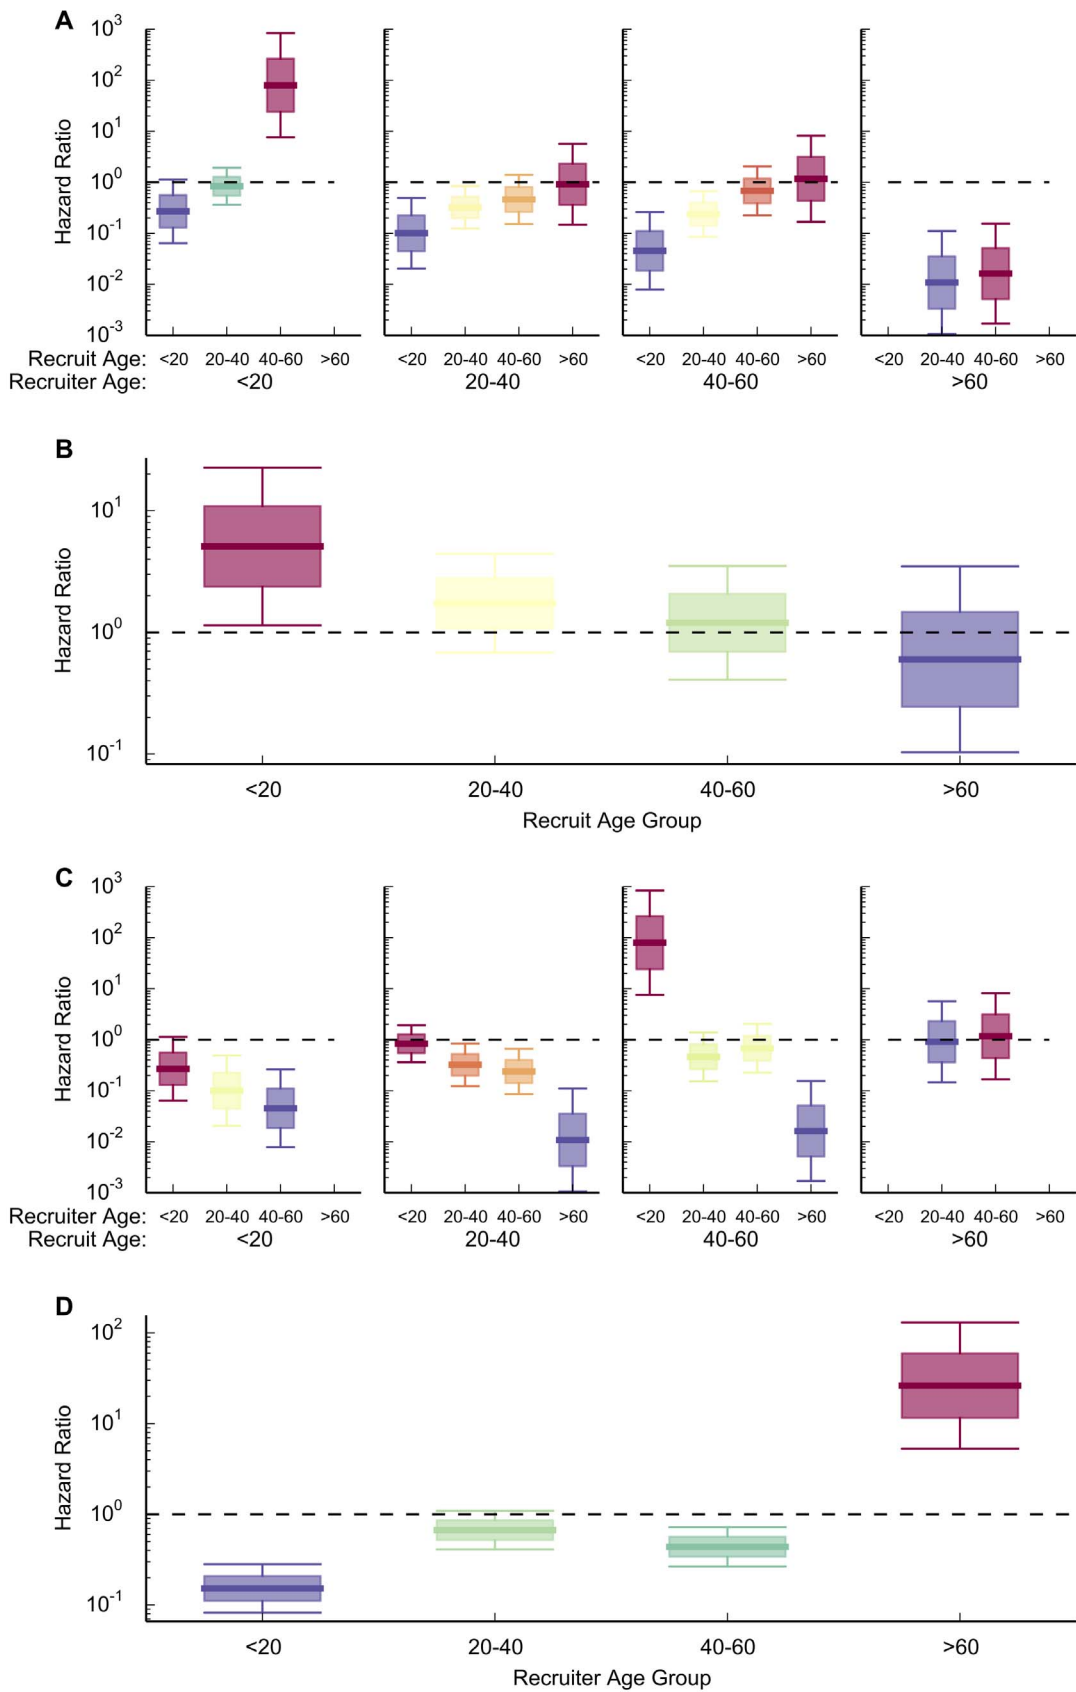 A
Hazard Ratio
10^3
10^2
10^1
10^0
10^-1
10^-2
10^-3
Recruit Age: <20 20-40 40-60 >60 <20 20-40 40-60 >60 <20 20-40 40-60 >60 <20 20-40 40-60 >60
Recruiter Age: <20 20-40 40-60 >60
B
Hazard Ratio
10^1
10^0
10^-1
<20 20-40 40-60 >60
Recruit Age Group
C
Hazard Ratio
10^3
10^2
10^1
10^0
10^-1
10^-2
10^-3
Recruiter Age: <20 20-40 40-60 >60 <20 20-40 40-60 >60 <20 20-40 40-60 >60 <20 20-40 40-60 >60
Recruit Age: <20 20-40 40-60 >60
D
Hazard Ratio
10^2
10^1
10^0
10^-1
<20 20-40 40-60 >60
Recruiter Age Group